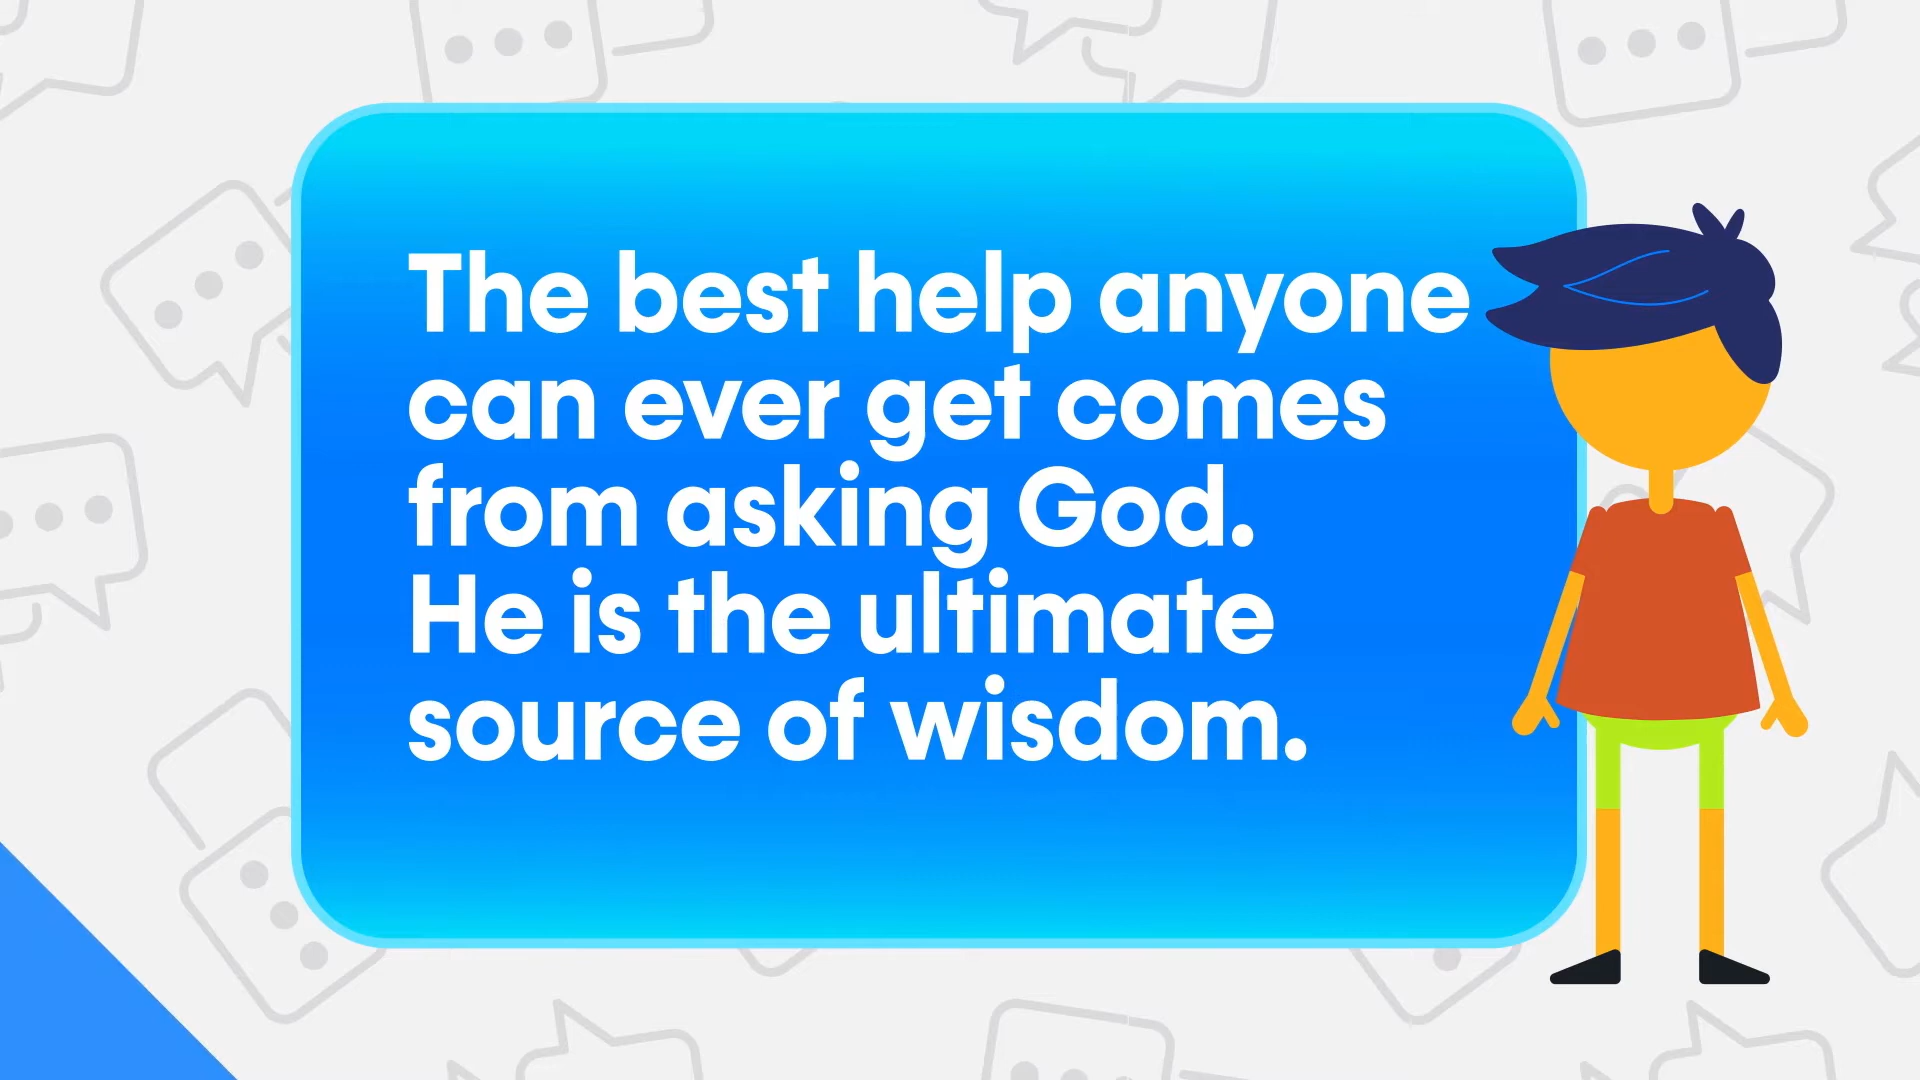 The best help anyone
can ever get comes
from asking God.
He is the ultimate
source of wisdom.